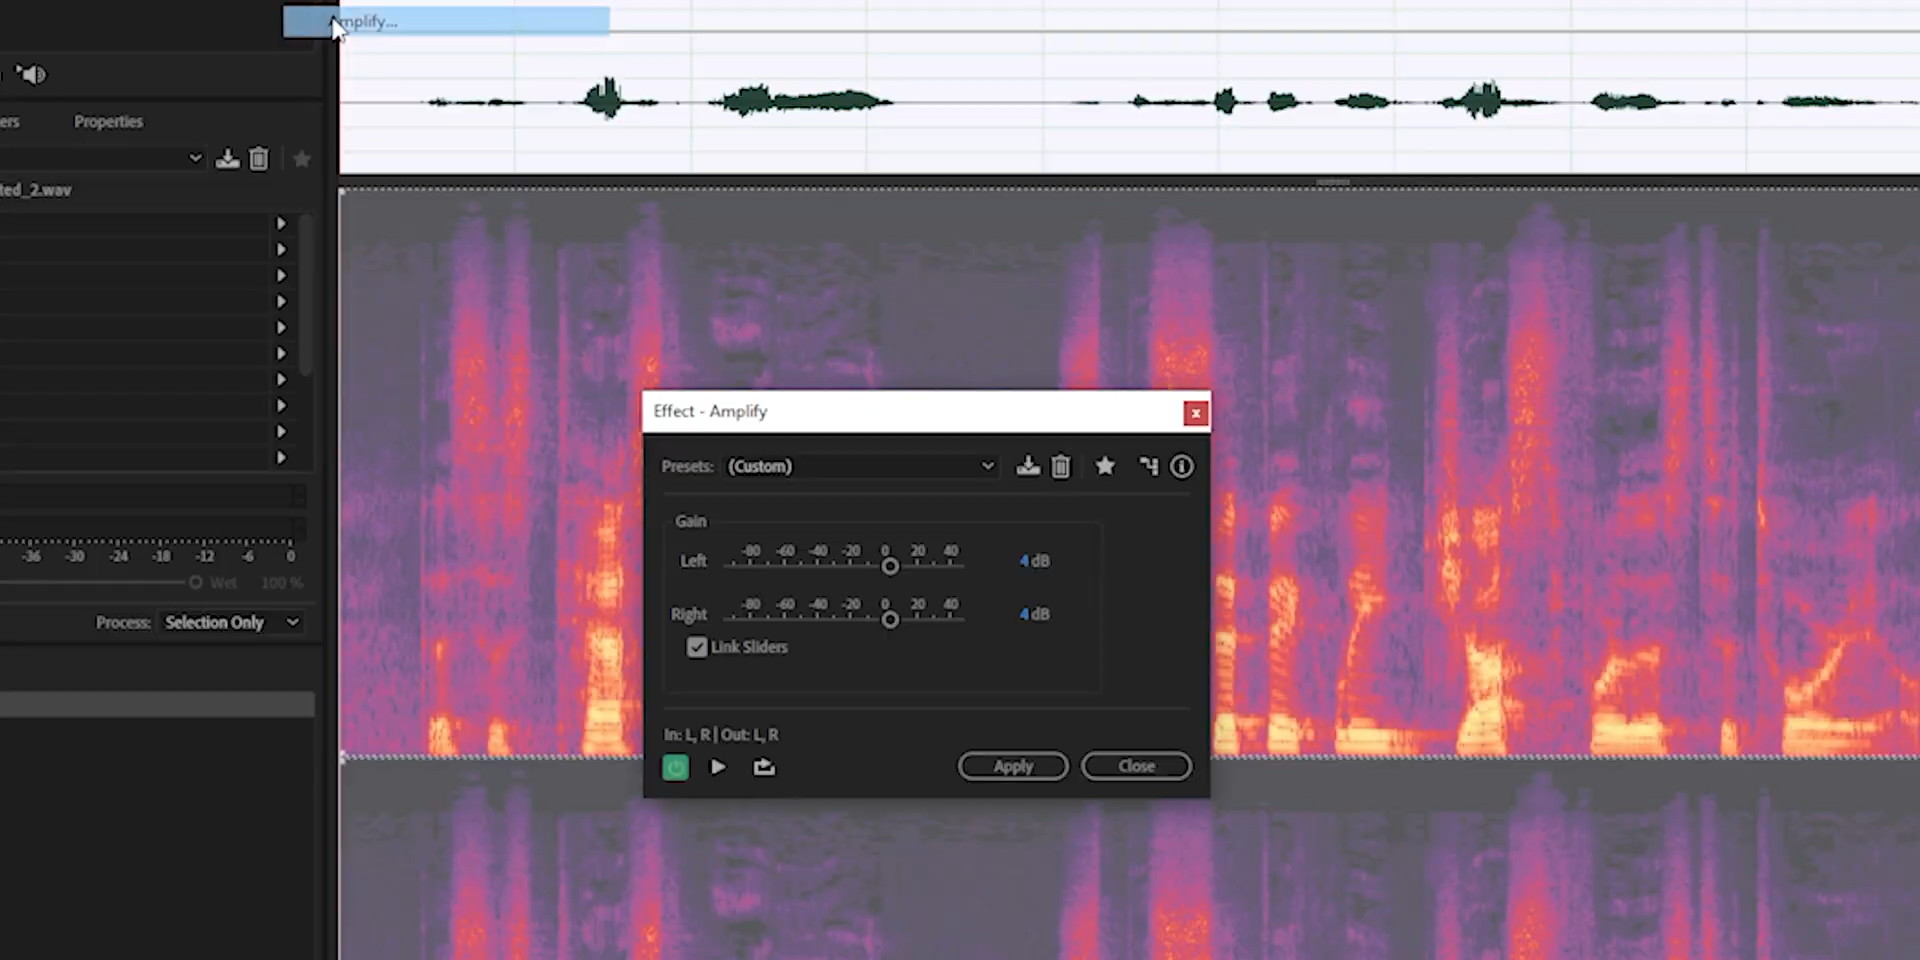 Amplify...
ers Properties
ted_2.wav
-36 -30 -24 -18 -12 -6 0
Wet 100 %
Process: Selection Only
Effect - Amplify
Presets: (Custom)
Gain
-80 -60 -40 -20 0 20 40
Left 4 dB
-80 -60 -40 -20 0 20 40
Right 4 dB
Link Sliders
In: L, R | Out: L, R
Apply Close